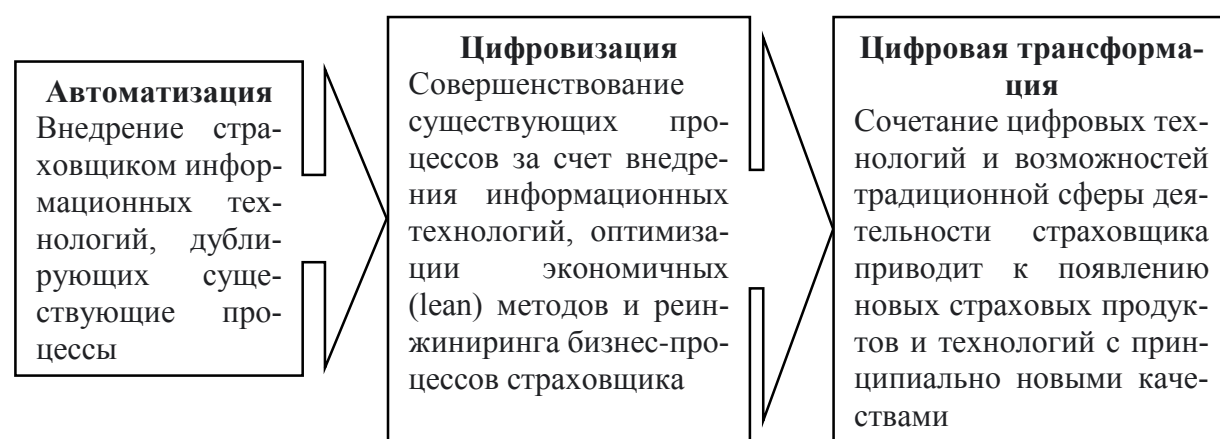 Автоматизация
Внедрение стра-
ховщиком инфор-
мационных тех-
нологий, дубли-
рующих суще-
ствующие про-
цессы
Цифровизация
Совершенствование
существующих про-
цессов за счет внедре-
ния информационных
технологий, оптимиза-
ции экономичных
(lean) методов и реин-
жиниринга бизнес-про-
цессов страховщика
Цифровая трансформа-
ция
Сочетание цифровых тех-
нологий и возможностей
традиционной сферы дея-
тельности страховщика
приводит к появлению
новых страховых продук-
тов и технологий с прин-
ципиально новыми каче-
ствами